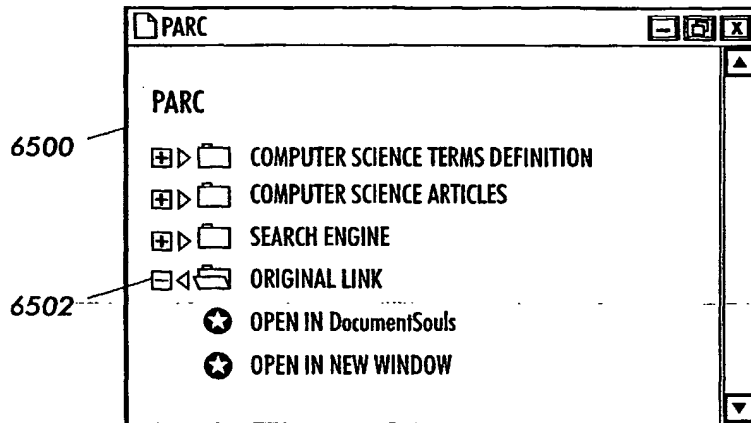 PARC
PARC
6500
COMPUTER SCIENCE TERMS DEFINITION
COMPUTER SCIENCE ARTICLES
SEARCH ENGINE
ORIGINAL LINK
6502
OPEN IN DocumentSouls
OPEN IN NEW WINDOW